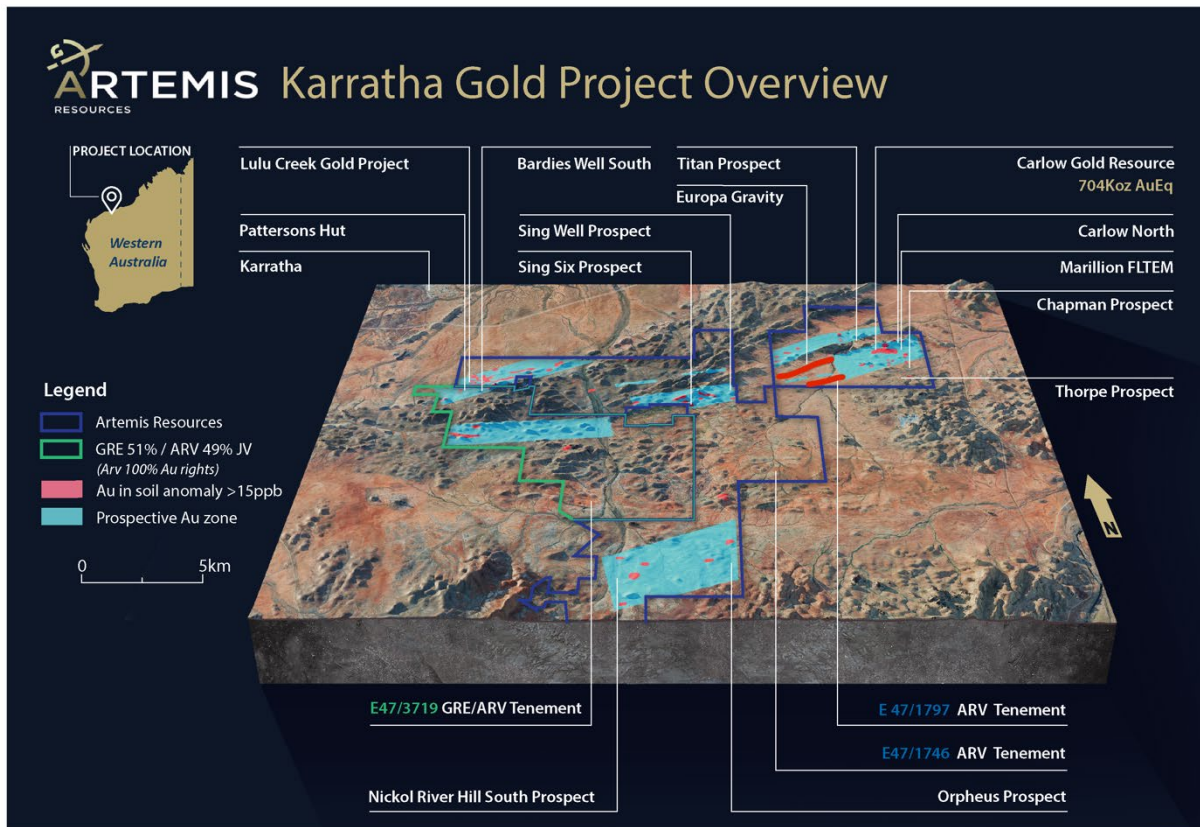 ARTEMIS
RESOURCES
Karratha Gold Project Overview
PROJECT LOCATION
Western
Australia
Lulu Creek Gold Project
Bardies Well South
Titan Prospect
Carlow Gold Resource
704Koz AuEq
Europa Gravity
Pattersons Hut
Sing Well Prospect
Carlow North
Karratha
Sing Six Prospect
Marillion FLTEM
Chapman Prospect
Thorpe Prospect
Legend
Artemis Resources
GRE 51% / ARV 49% JV
(Arv 100% Au rights)
Au in soil anomaly >15ppb
Prospective Au zone
0 5km
N
E47/3719 GRE/ARV Tenement
E 47/1797 ARV Tenement
E47/1746 ARV Tenement
Nickol River Hill South Prospect
Orpheus Prospect